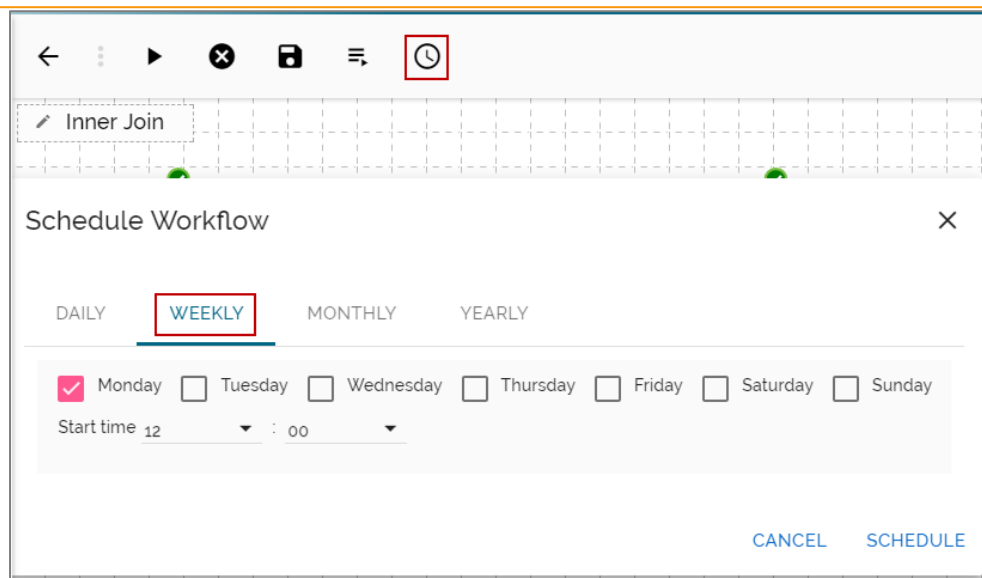 Inner Join
Schedule Workflow
DAILY WEEKLY MONTHLY YEARLY
Monday Tuesday Wednesday Thursday Friday Saturday Sunday
Start time 12 : 00
CANCEL SCHEDULE